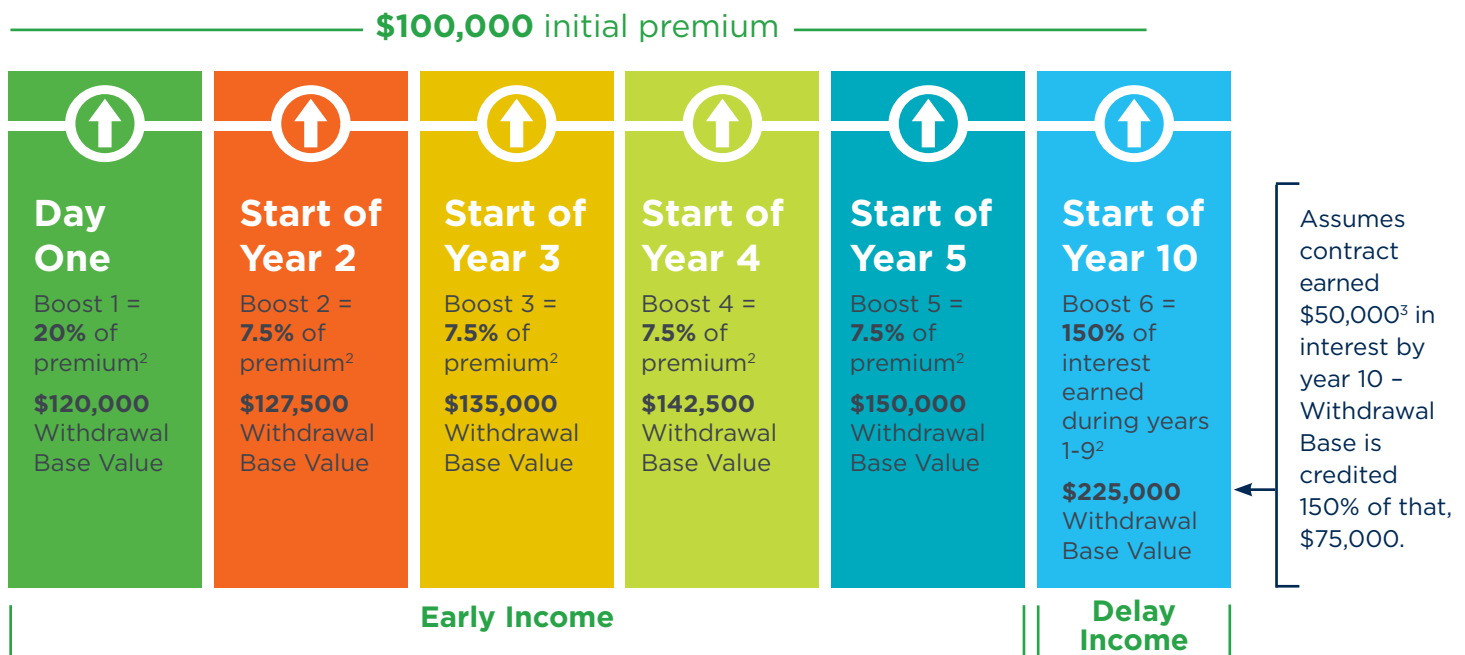 $100,000 initial premium
Day
One
Boost 1 =
20% of
premium²
$120,000
Withdrawal
Base Value
Start of
Year 2
Boost 2 =
7.5% of
premium²
$127,500
Withdrawal
Base Value
Start of
Year 3
Boost 3 =
7.5% of
premium²
$135,000
Withdrawal
Base Value
Start of
Year 4
Boost 4 =
7.5% of
premium²
$142,500
Withdrawal
Base Value
Start of
Year 5
Boost 5 =
7.5% of
premium²
$150,000
Withdrawal
Base Value
Start of
Year 10
Boost 6 =
150% of
interest
earned
during years
1-9²
$225,000
Withdrawal
Base Value
Assumes
contract
earned
$50,000³ in
interest by
year 10 –
Withdrawal
Base is
credited
150% of that,
$75,000.
Early Income
Delay
Income